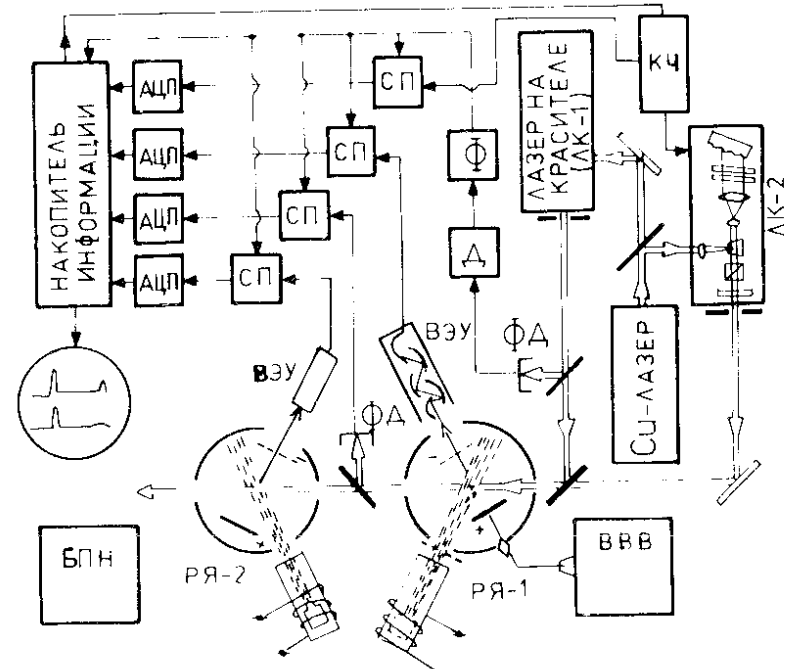 НАКОПИТЕЛЬ
ИНФОРМАЦИИ
АЦП
АЦП
АЦП
АЦП
СП
СП
СП
СП
Ф
Д
ЛАЗЕР НА
КРАСИТЕЛЕ
(ЛК-1)
КЧ
ЛК-2
Cu-ЛАЗЕР
ВЭУ
ВЭУ
ФД
ФД
РЯ-2
РЯ-1
БПН
ВВВ
+
+